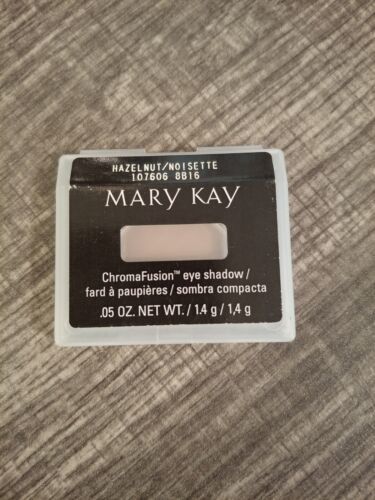 HAZELNUT/NOISETTE
107606 8B16
MARY KAY
ChromaFusion™ eye shadow /
fard à paupières / sombra compacta
.05 OZ. NET WT. / 1.4 g / 1,4 g